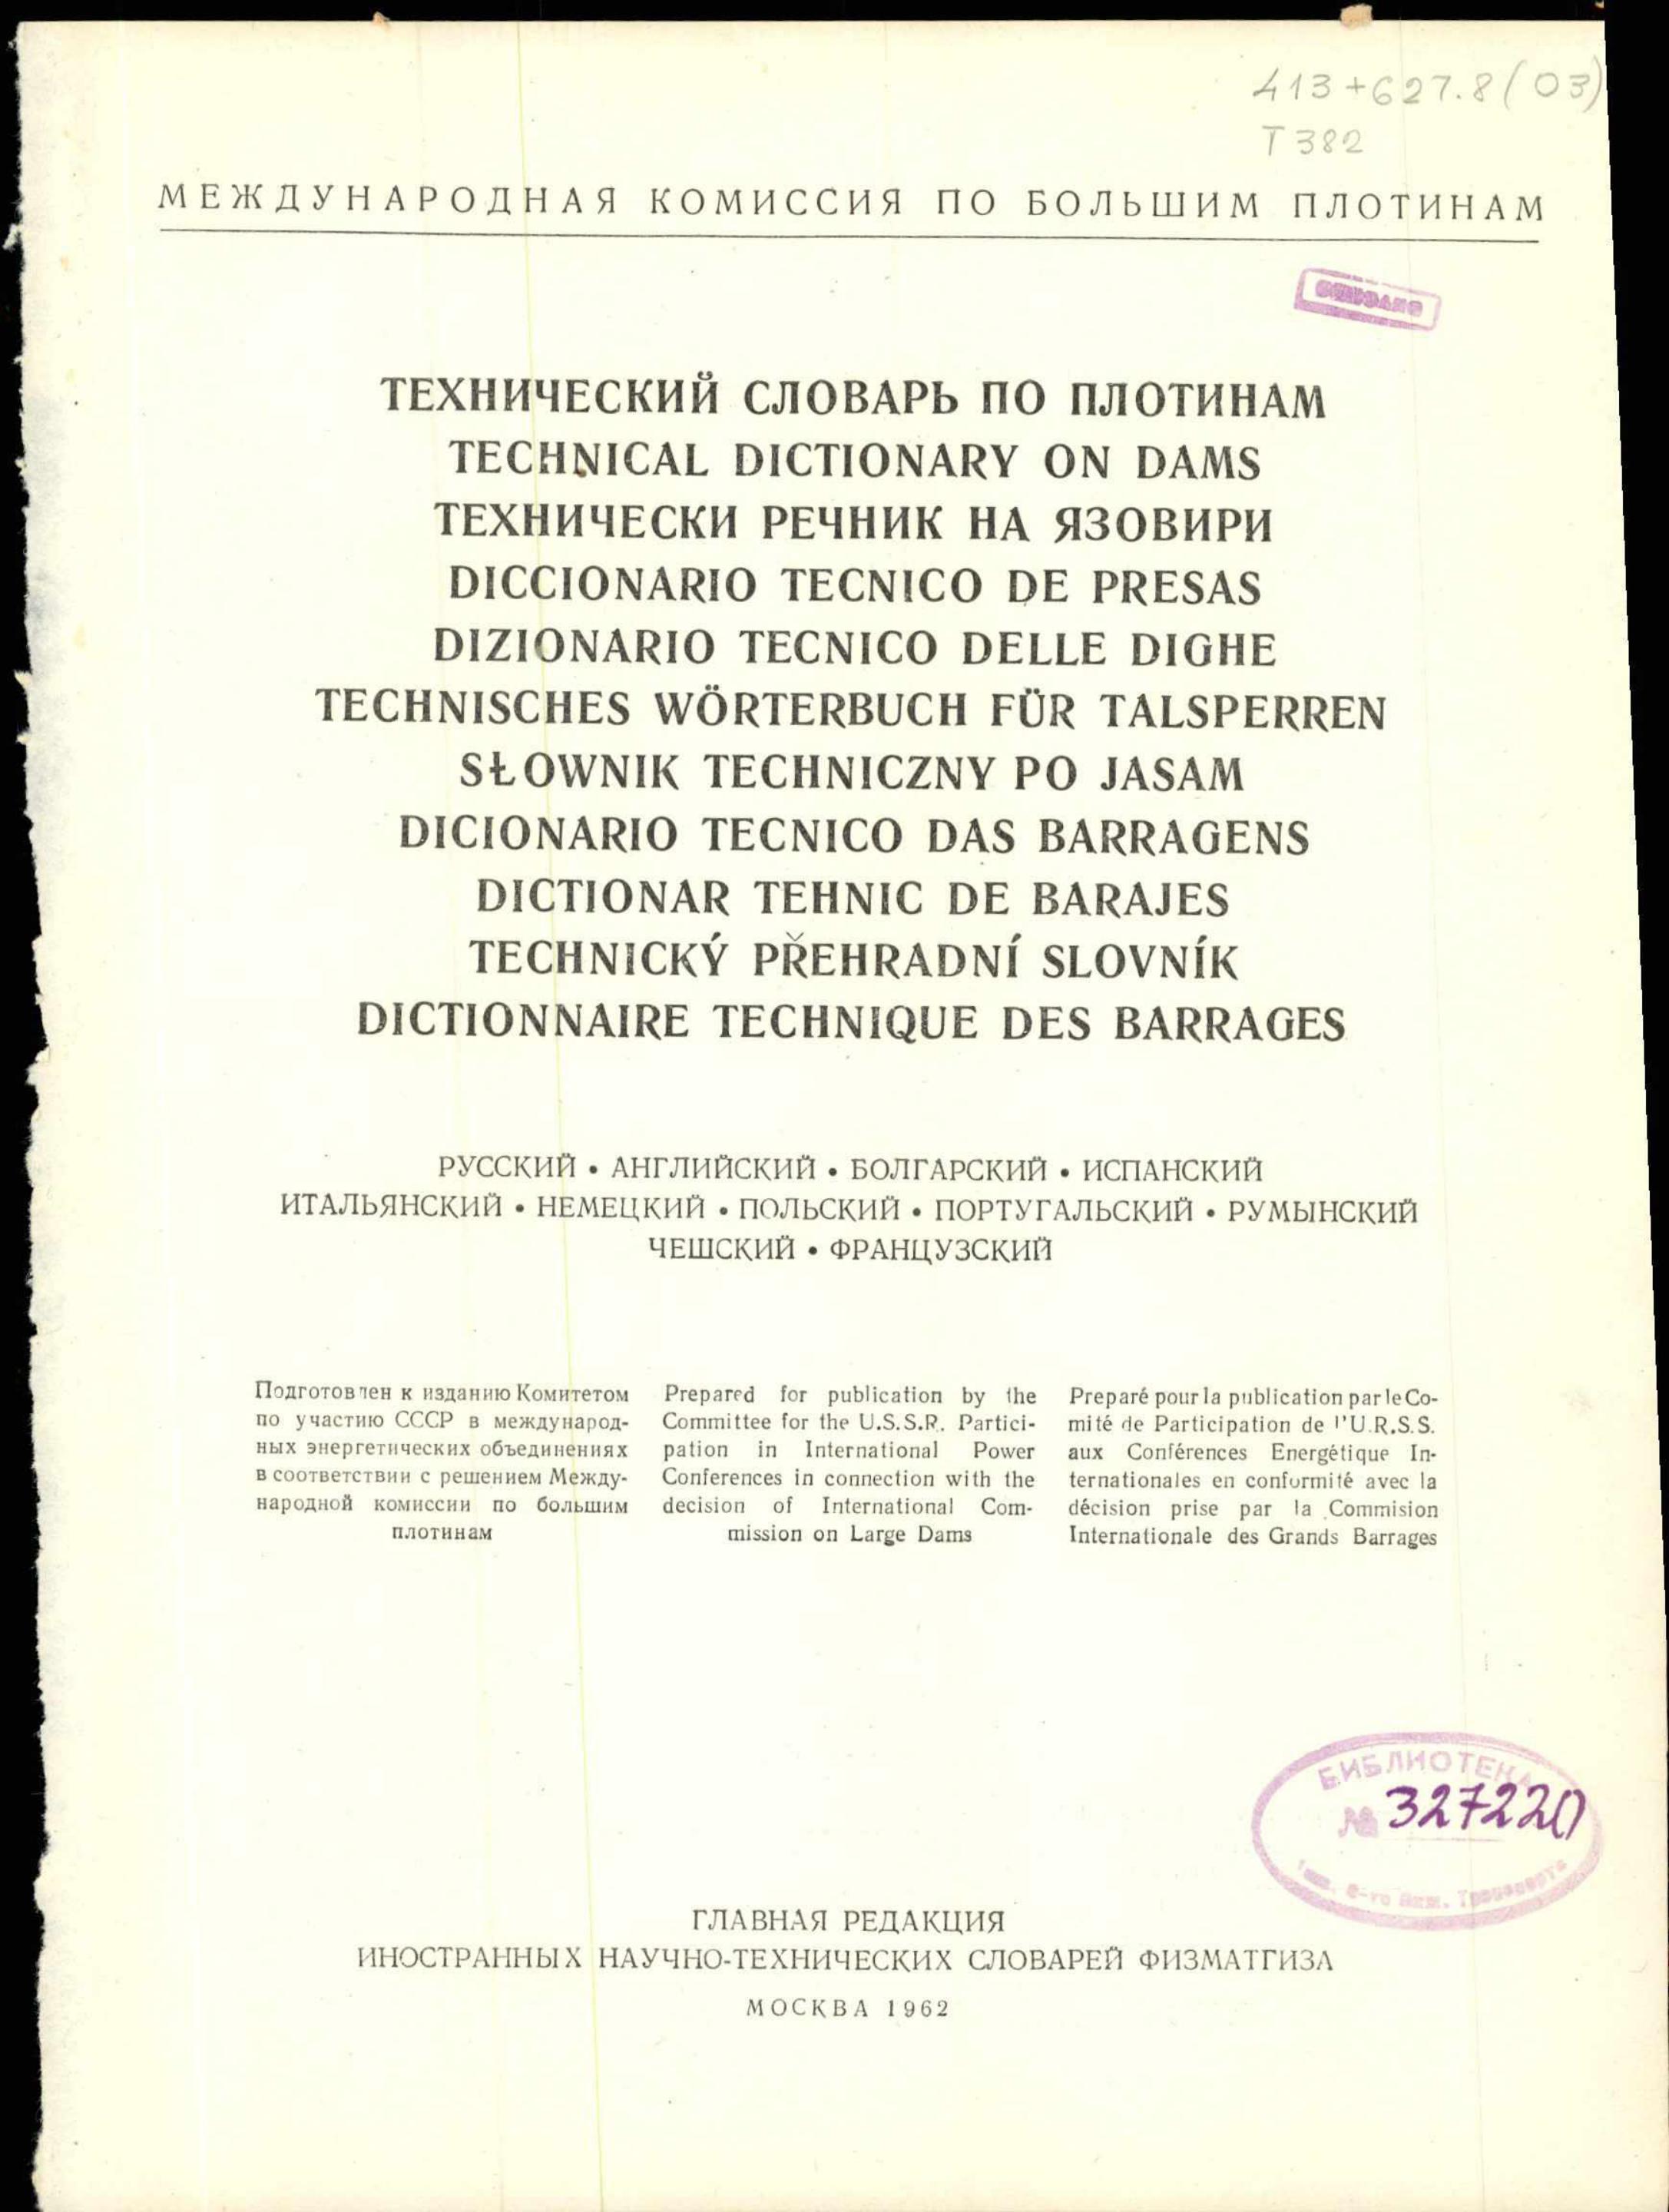 413+627.8(03)
Т 382
МЕЖДУНАРОДНАЯ КОМИССИЯ ПО БОЛЬШИМ ПЛОТИНАМ
ТЕХНИЧЕСКИЙ СЛОВАРЬ ПО ПЛОТИНАМ
TECHNICAL DICTIONARY ON DAMS
ТЕХНИЧЕСКИ РЕЧНИК НА ЯЗОВИРИ
DICCIONARIO TECNICO DE PRESAS
DIZIONARIO TECNICO DELLE DIGHE
TECHNISCHES WÖRTERBUCH FÜR TALSPERREN
SŁOWNIK TECHNICZNY PO JASAM
DICIONARIO TECNICO DAS BARRAGENS
DICTIONAR TEHNIC DE BARAJES
TECHNICKÝ PŘEHRADNÍ SLOVNÍK
DICTIONNAIRE TECHNIQUE DES BARRAGES
РУССКИЙ • АНГЛИЙСКИЙ • БОЛГАРСКИЙ • ИСПАНСКИЙ
ИТАЛЬЯНСКИЙ • НЕМЕЦКИЙ • ПОЛЬСКИЙ • ПОРТУГАЛЬСКИЙ • РУМЫНСКИЙ
ЧЕШСКИЙ • ФРАНЦУЗСКИЙ
Подготовлен к изданию Комитетом
по участию СССР в международ-
ных энергетических объединениях
в соответствии с решением Между-
народной комиссии по большим
плотинам
Prepared for publication by the
Committee for the U.S.S.R. Partici-
pation in International Power
Conferences in connection with the
decision of International Com-
mission on Large Dams
Preparé pour la publication par le Co-
mité de Participation de l'U.R.S.S.
aux Conférences Energétique In-
ternationales en conformité avec la
décision prise par la Commision
Internationale des Grands Barrages
БИБЛИОТЕКА
№ 327220
ГЛАВНАЯ РЕДАКЦИЯ
ИНОСТРАННЫХ НАУЧНО-ТЕХНИЧЕСКИХ СЛОВАРЕЙ ФИЗМАТГИЗА
МОСКВА 1962